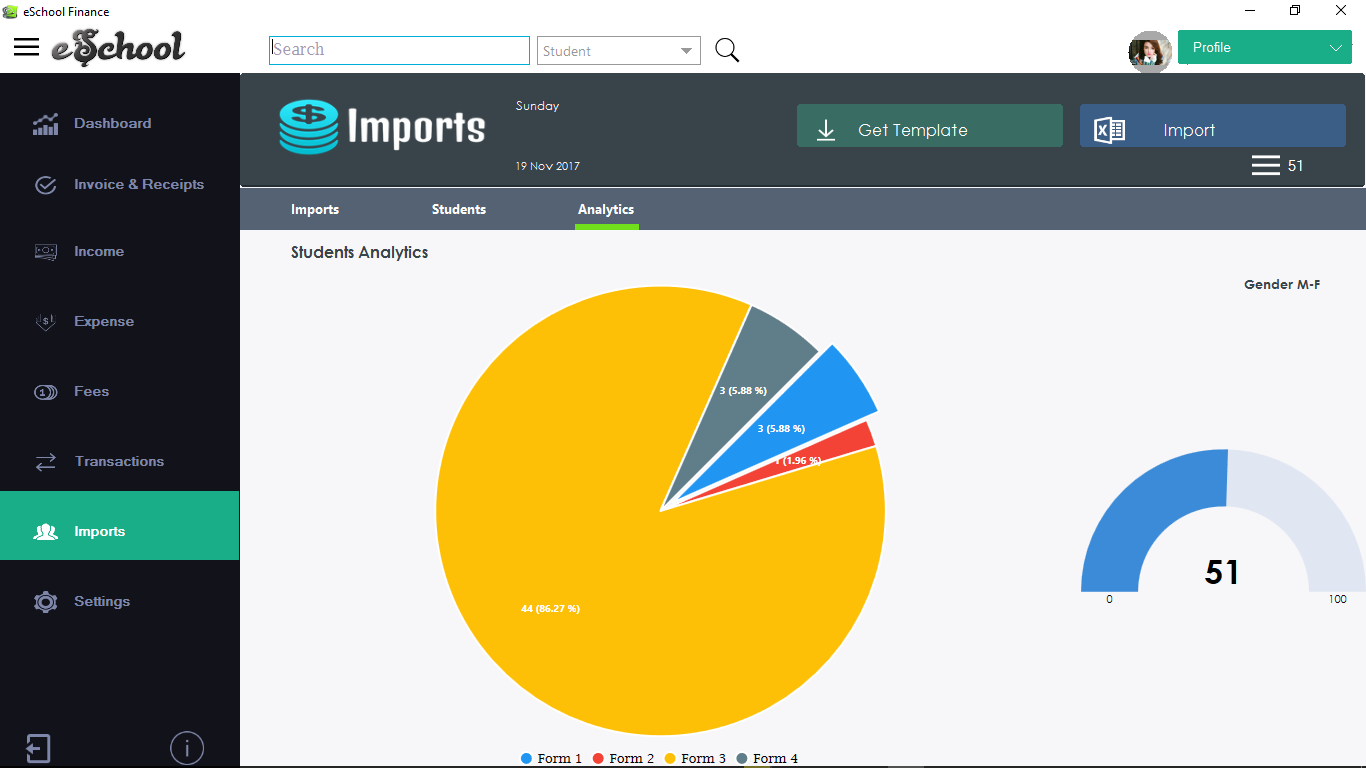 eSchool Finance
eSchool
Search
Student
Profile
Dashboard
Invoice & Receipts
Income
Expense
Fees
Transactions
Imports
Settings
Imports
Sunday
19 Nov 2017
Get Template
Import
51
Imports
Students
Analytics
Students Analytics
Gender M-F
3 (5.88 %)
3 (5.88 %)
1 (1.96 %)
44 (86.27 %)
51
0
100
Form 1
Form 2
Form 3
Form 4